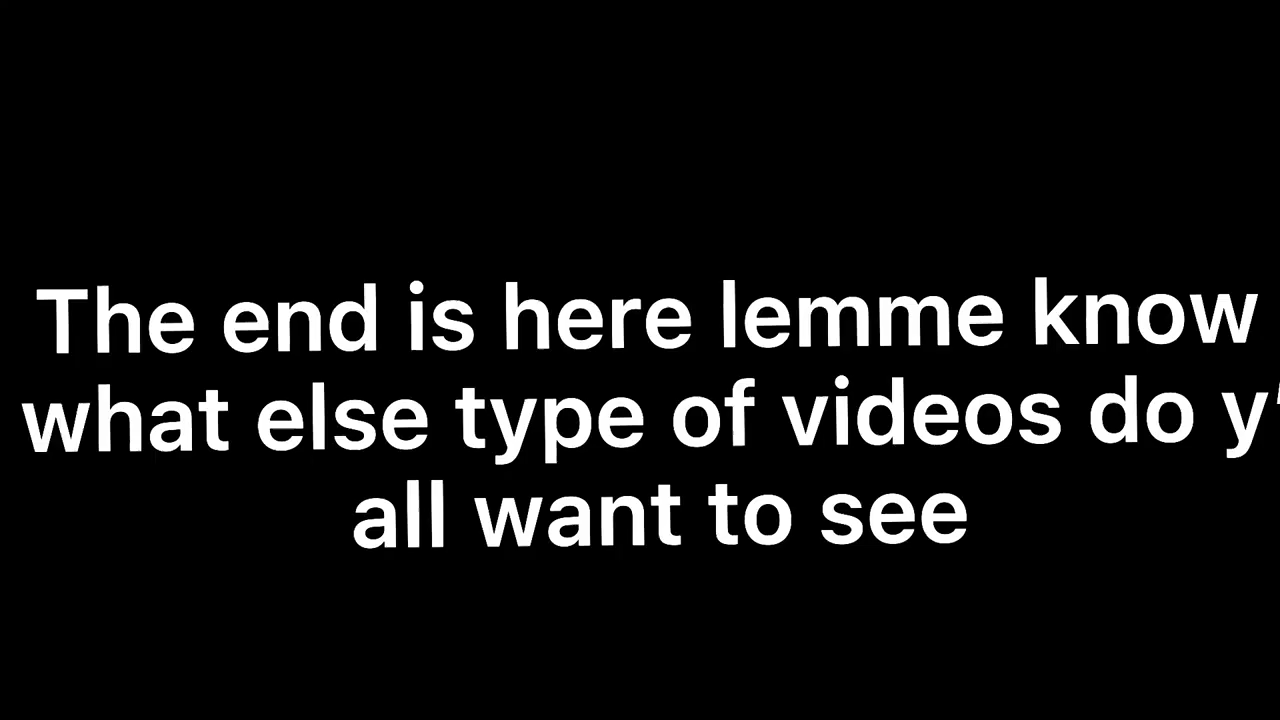 The end is here lemme know
what else type of videos do y'
all want to see